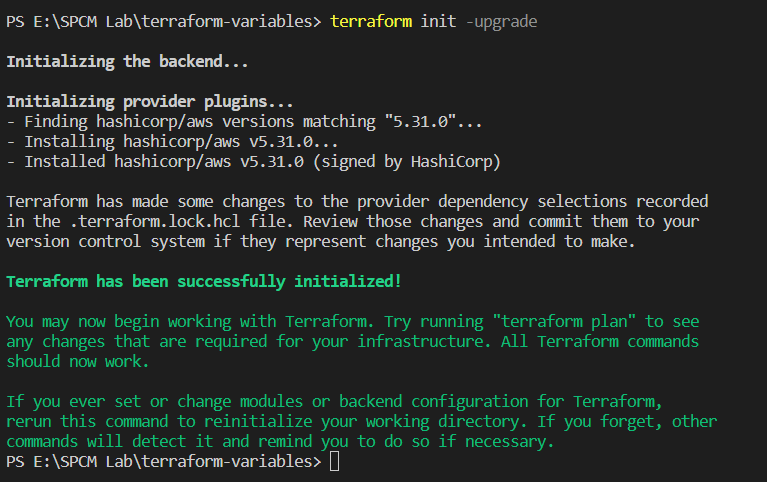 PS E:\SPCM Lab\terraform-variables> terraform init -upgrade
Initializing the backend...
Initializing provider plugins...
- Finding hashicorp/aws versions matching "5.31.0"...
- Installing hashicorp/aws v5.31.0...
- Installed hashicorp/aws v5.31.0 (signed by HashiCorp)
Terraform has made some changes to the provider dependency selections recorded
in the .terraform.lock.hcl file. Review those changes and commit them to your
version control system if they represent changes you intended to make.
Terraform has been successfully initialized!
You may now begin working with Terraform. Try running "terraform plan" to see
any changes that are required for your infrastructure. All Terraform commands
should now work.
If you ever set or change modules or backend configuration for Terraform,
rerun this command to reinitialize your working directory. If you forget, other
commands will detect it and remind you to do so if necessary.
PS E:\SPCM Lab\terraform-variables>